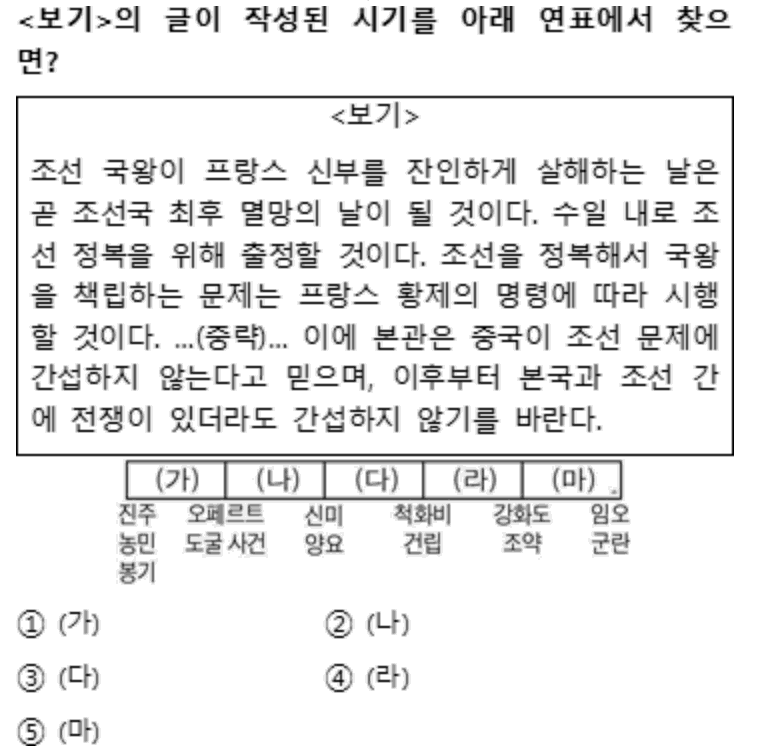 <보기>의 글이 작성된 시기를 아래 연표에서 찾으
면?
<보기>
조선 국왕이 프랑스 신부를 잔인하게 살해하는 날은
곧 조선국 최후 멸망의 날이 될 것이다. 수일 내로 조
선 정복을 위해 출정할 것이다. 조선을 정복해서 국왕
을 책립하는 문제는 프랑스 황제의 명령에 따라 시행
할 것이다. ...(중략)... 이에 본관은 중국이 조선 문제에
간섭하지 않는다고 믿으며, 이후부터 본국과 조선 간
에 전쟁이 있더라도 간섭하지 않기를 바란다.
(가) (나) (다) (라) (마)
진주 오페르트 신미 척화비 강화도 임오
농민 도굴 사건 양요 건립 조약 군란
봉기
① (가) ② (나)
③ (다) ④ (라)
⑤ (마)